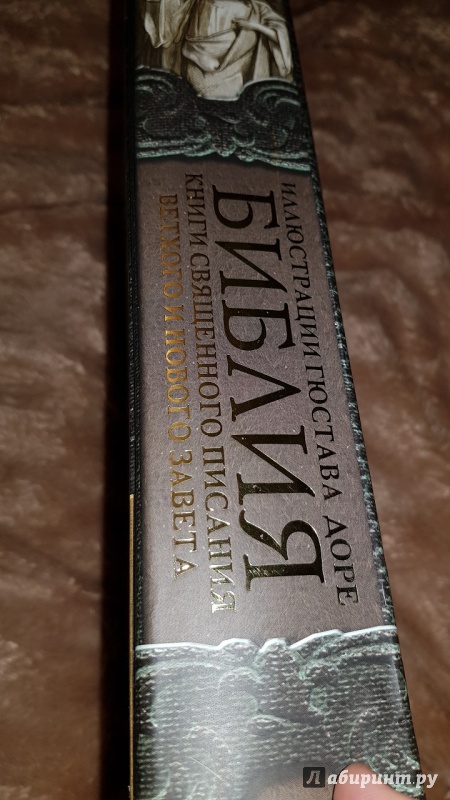 ИЛЛЮСТРАЦИИ ГЮСТАВА ДОРЕ
БИБЛИЯ
КНИГИ СВЯЩЕННОГО ПИСАНИЯ
ВЕТХОГО И НОВОГО ЗАВЕТА
Лабиринт.ру